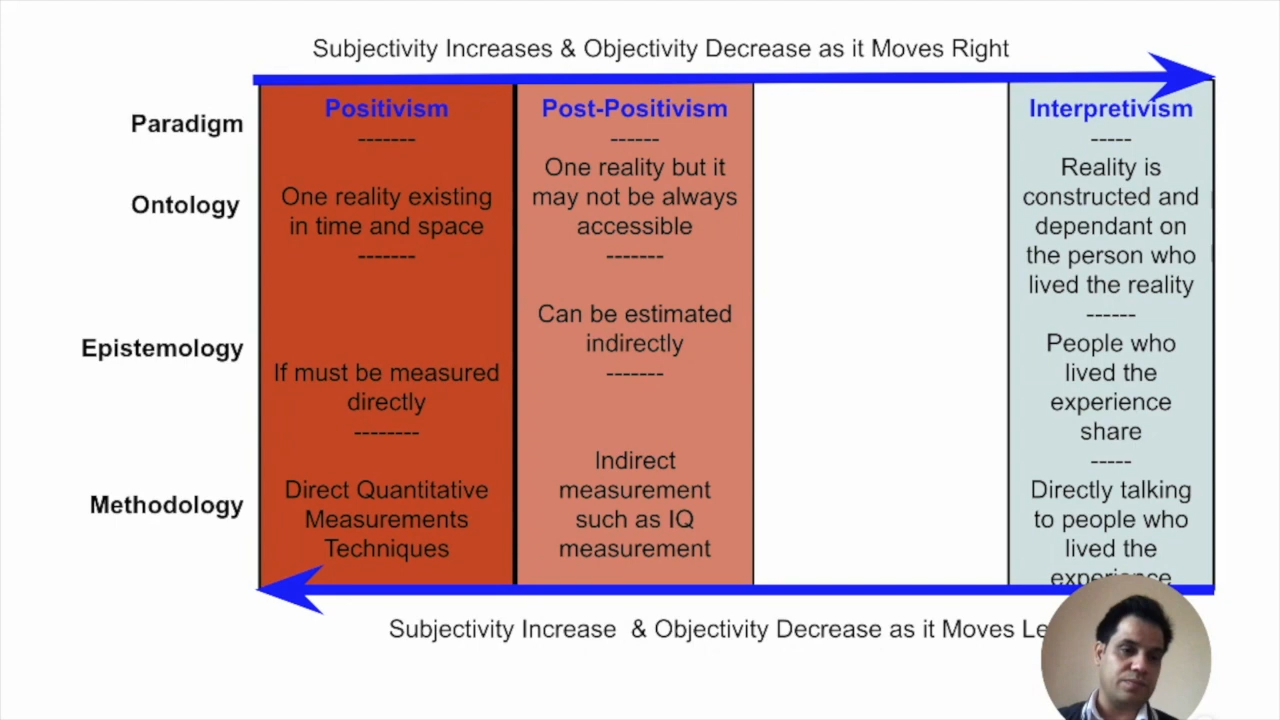 Subjectivity Increases & Objectivity Decrease as it Moves Right
Paradigm
Ontology
Epistemology
Methodology
Positivism
-------
One reality existing
in time and space
-------
If must be measured
directly
--------
Direct Quantitative
Measurements
Techniques
Post-Positivism
------
One reality but it
may not be always
accessible
-------
Can be estimated
indirectly
-------
Indirect
measurement
such as IQ
measurement
Interpretivism
-----
Reality is
constructed and
dependant on
the person who
lived the reality
------
People who
lived the
experience
share
-----
Directly talking
to people who
lived the
experience
Subjectivity Increase & Objectivity Decrease as it Moves